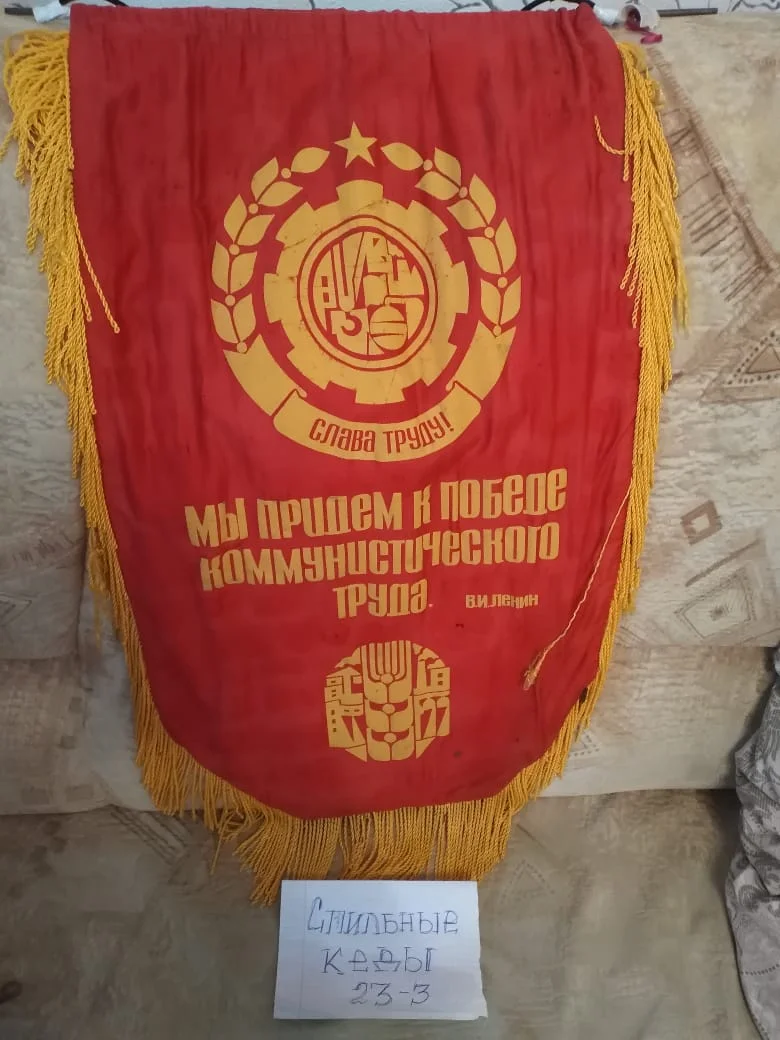 СЛАВА ТРУДУ!
МЫ ПРИДЕМ К ПОБЕДЕ
КОММУНИСТИЧЕСКОГО
ТРУДА.
В.И.ЛЕНИН
Стильные
кеды
23-3